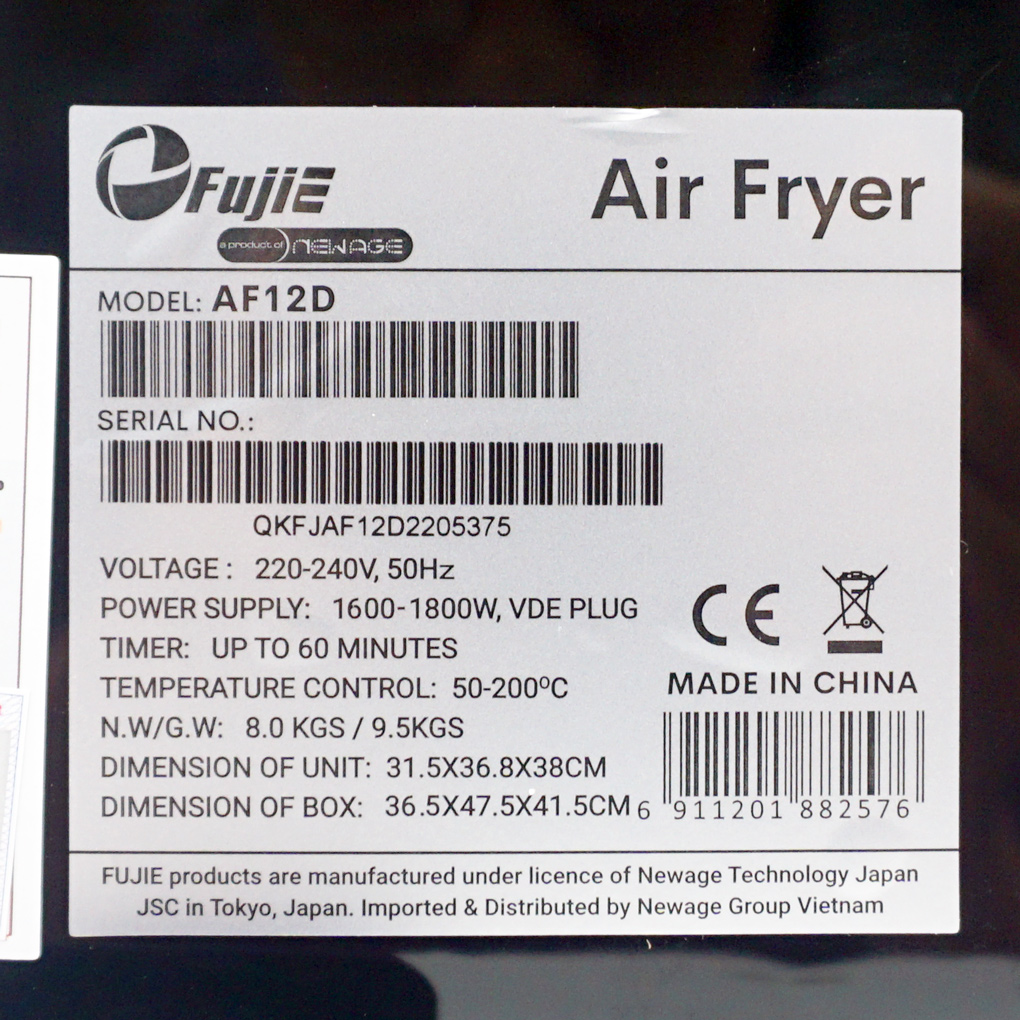 FujiE
a product of NEWAGE
Air Fryer
MODEL: AF12D
SERIAL NO.:
QKFJAF12D2205375
VOLTAGE : 220-240V, 50Hz
POWER SUPPLY: 1600-1800W, VDE PLUG
TIMER: UP TO 60 MINUTES
TEMPERATURE CONTROL: 50-200ºC
N.W/G.W: 8.0 KGS / 9.5KGS
DIMENSION OF UNIT: 31.5X36.8X38CM
DIMENSION OF BOX: 36.5X47.5X41.5CM
CE
MADE IN CHINA
6 911201 882576
FUJIE products are manufactured under licence of Newage Technology Japan
JSC in Tokyo, Japan. Imported & Distributed by Newage Group Vietnam